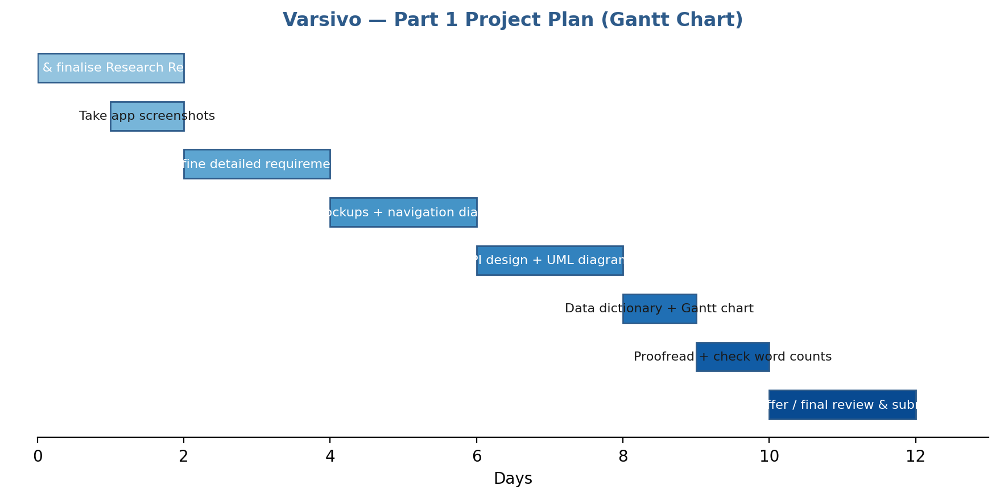 Varsivo — Part 1 Project Plan (Gantt Chart)
& finalise Research Re
Take app screenshots
fine detailed requireme
ockups + navigation dia
PI design + UML diagram
Data dictionary + Gantt chart
Proofread + check word counts
ffer / final review & subm
0 2 4 6 8 10 12
Days